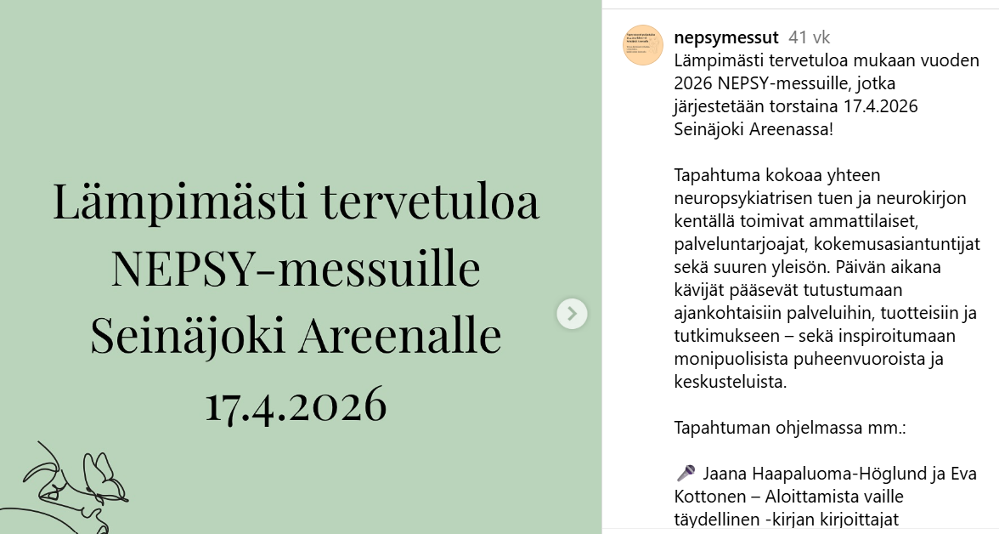 Lämpimästi tervetuloa
NEPSY-messuille
Seinäjoki Areenalle
17.4.2026
nepsymessut 41 vk
Lämpimästi tervetuloa mukaan vuoden
2026 NEPSY-messuille, jotka
järjestetään torstaina 17.4.2026
Seinäjoki Areenassa!
Tapahtuma kokoaa yhteen
neuropsykiatrisen tuen ja neurokirjon
kentällä toimivat ammattilaiset,
palveluntarjoajat, kokemusasiantuntijat
sekä suuren yleisön. Päivän aikana
kävijät pääsevät tutustumaan
ajankohtaisiin palveluihin, tuotteisiin ja
tutkimukseen – sekä inspiroitumaan
monipuolisista puheenvuoroista ja
keskusteluista.
Tapahtuman ohjelmassa mm.:
🎤 Jaana Haapaluoma-Höglund ja Eva
Kottonen – Aloittamista vaille
täydellinen -kirjan kirjoittajat